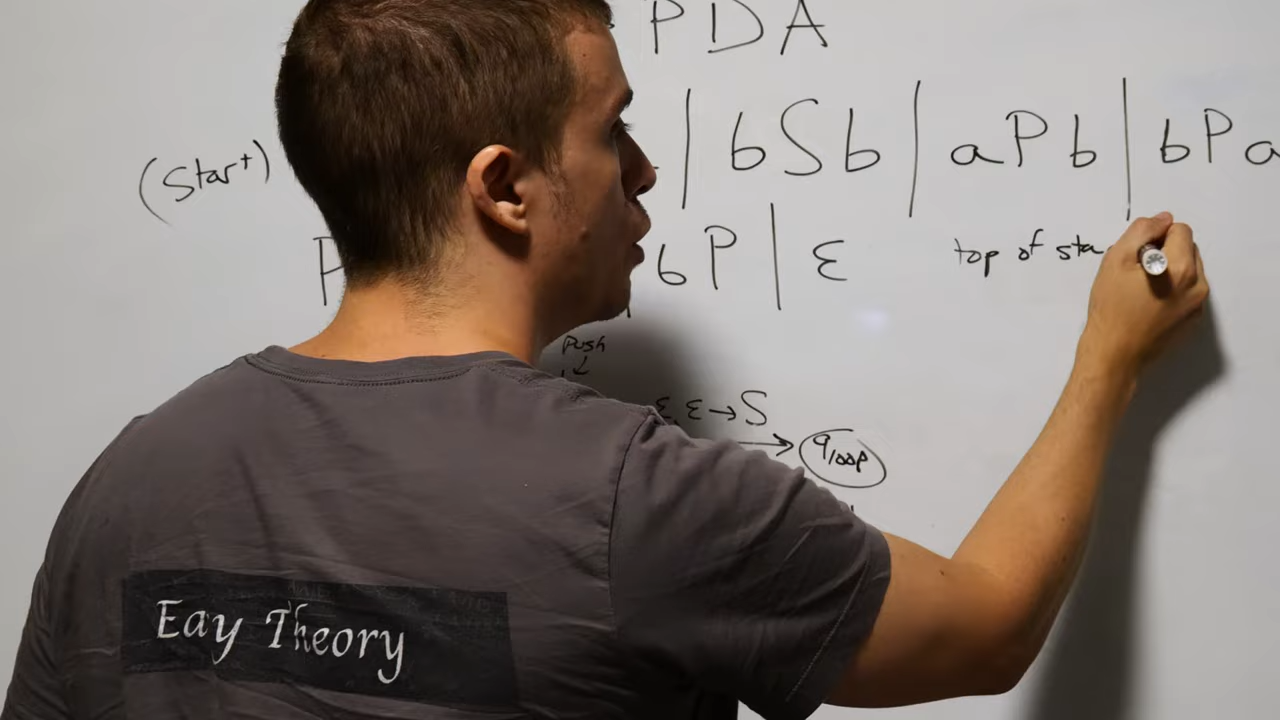 PDA
(Start) | bSb | aPb | bPa
P bP | ε top of sta
Push
ε, ε → S
q loop
Eay Theory